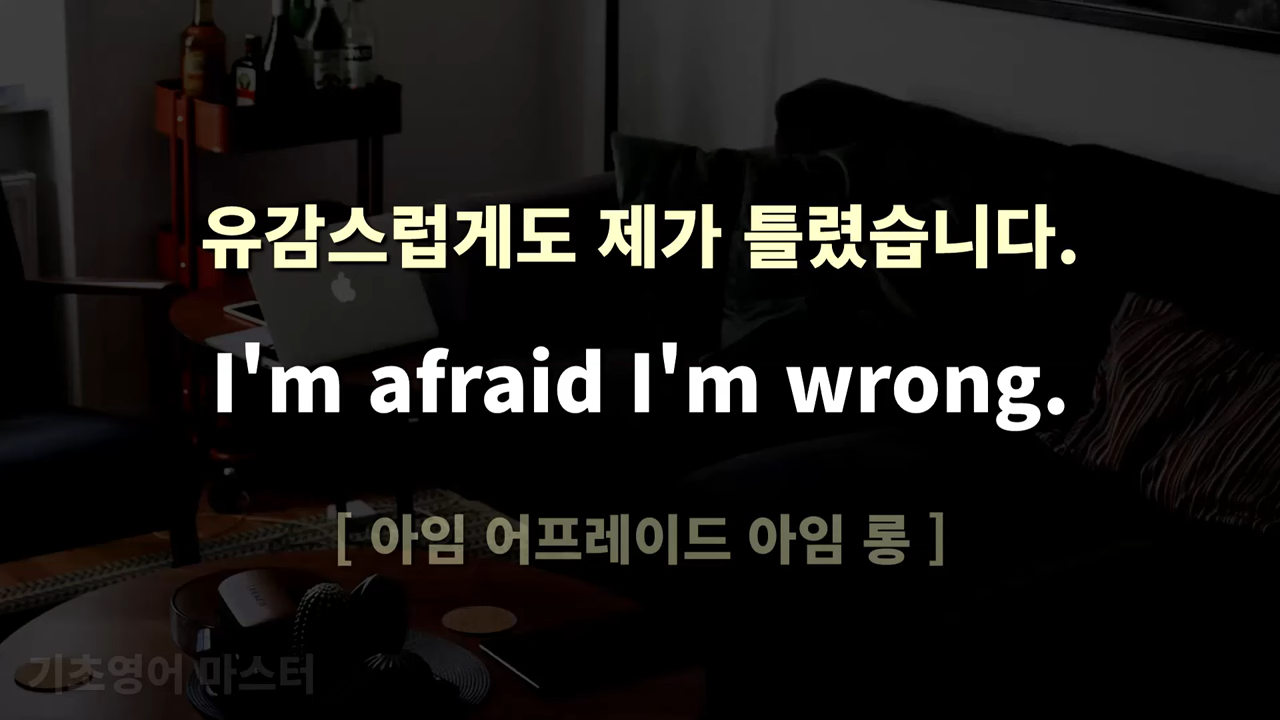 유감스럽게도 제가 틀렸습니다.
I'm afraid I'm wrong.
[ 아임 어프레이드 아임 롱 ]
기초영어 마스터